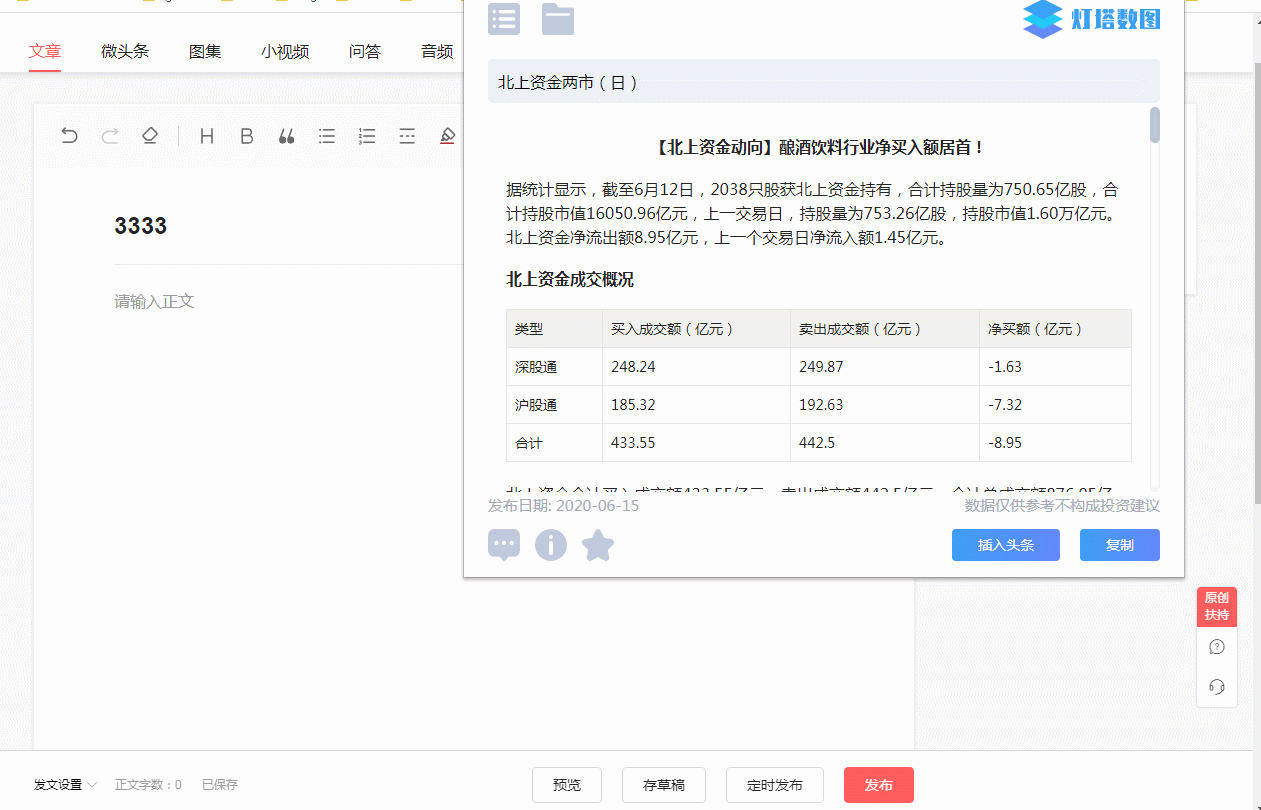 文章 微头条 图集 小视频 问答 音频
灯塔数图
北上资金两市（日）
3333
请输入正文
【北上资金动向】酿酒饮料行业净买入额居首！
据统计显示，截至6月12日，2038只股获北上资金持有，合计持股量为750.65亿股，合
计持股市值16050.96亿元，上一交易日，持股量为753.26亿股，持股市值1.60万亿元。
北上资金净流出额8.95亿元，上一个交易日净流入额1.45亿元。
北上资金成交概况
类型 买入成交额（亿元） 卖出成交额（亿元） 净买额（亿元）
深股通 248.24 249.87 -1.63
沪股通 185.32 192.63 -7.32
合计 433.55 442.5 -8.95
发布日期: 2020-06-15 数据仅供参考不构成投资建议
插入头条 复制
原创
扶持
发文设置 正文字数：0 已保存 预览 存草稿 定时发布 发布